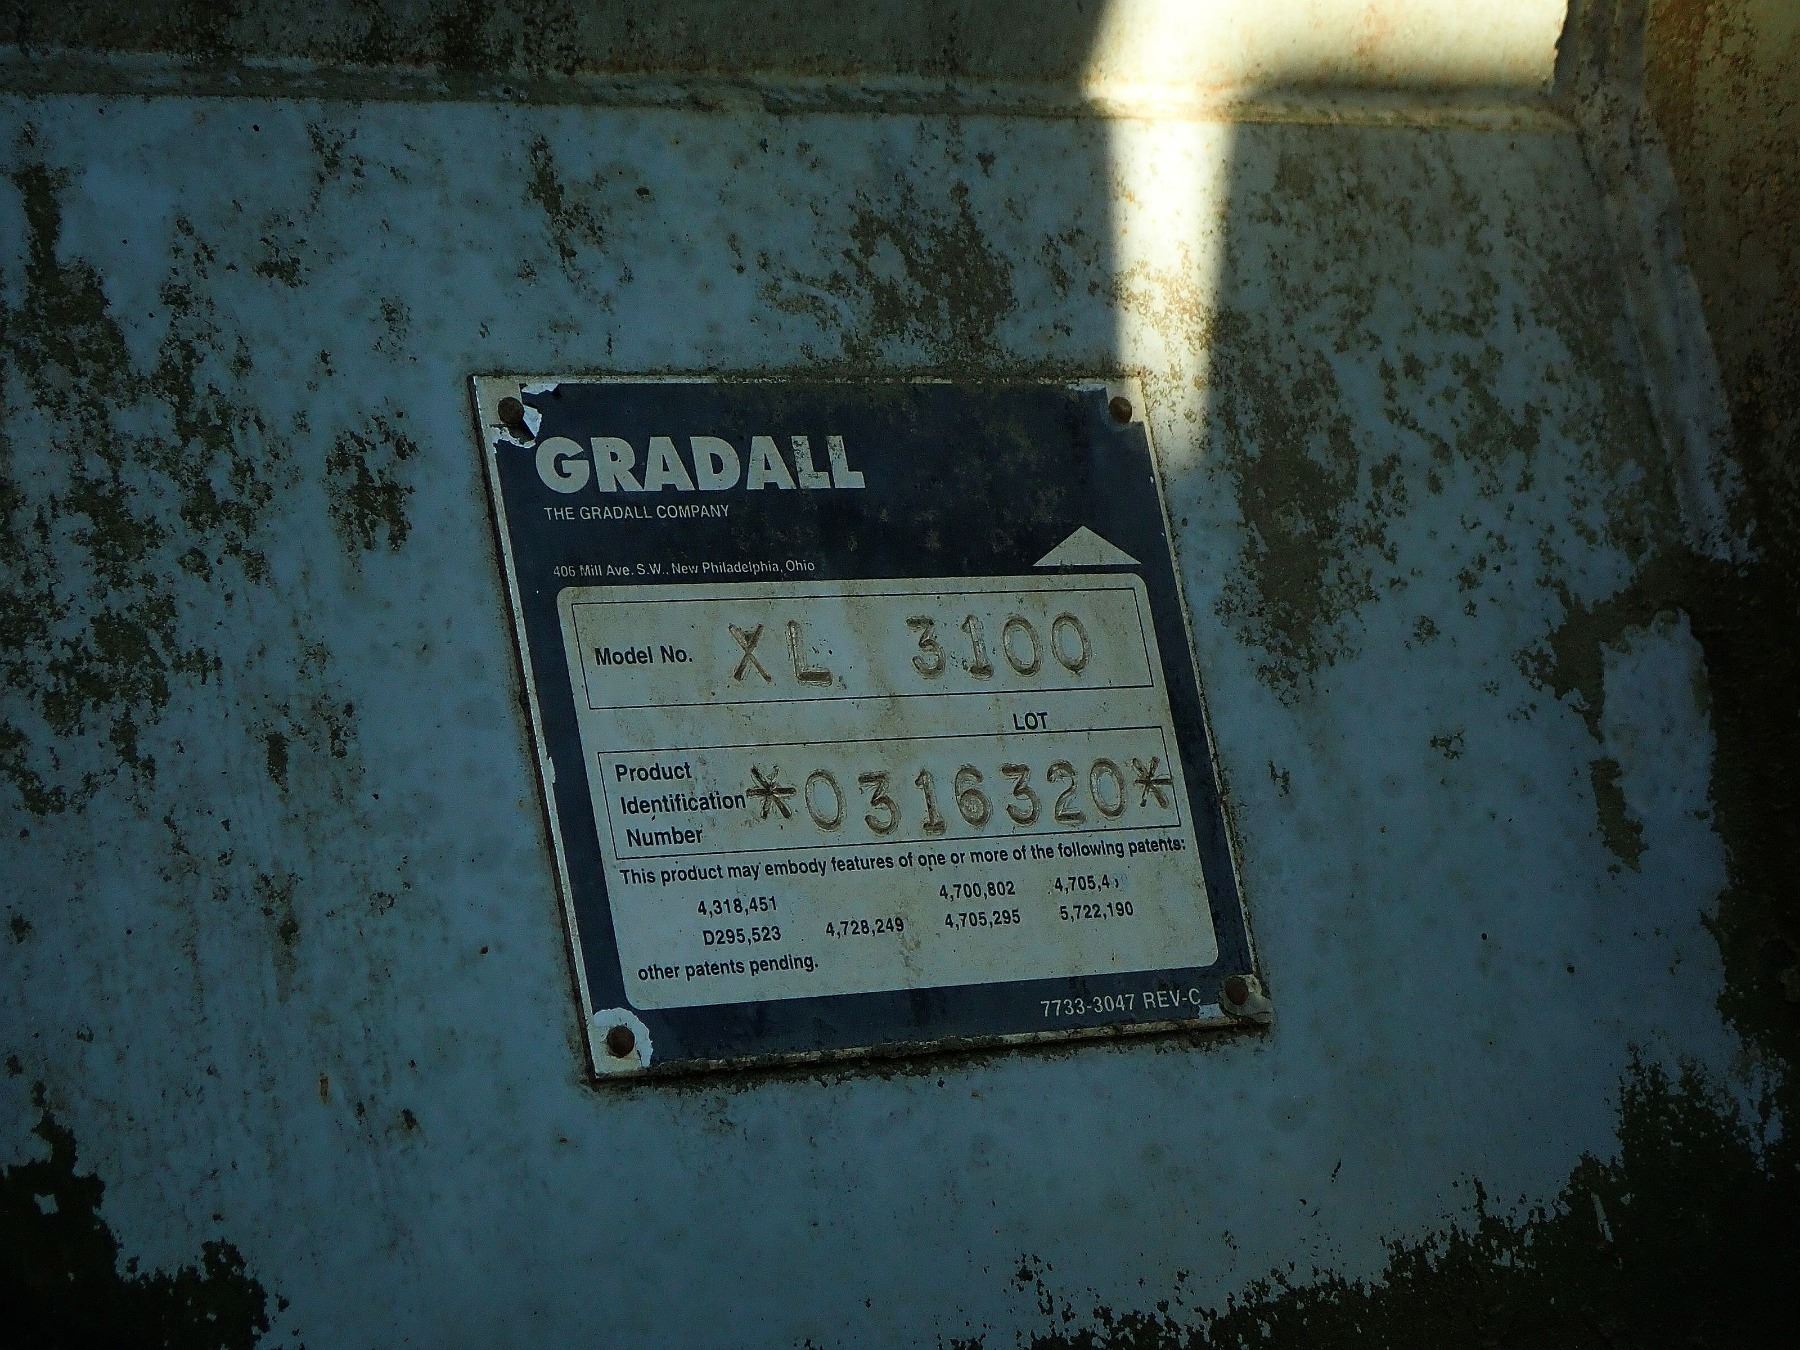 GRADALL
THE GRADALL COMPANY
406 Mill Ave. S.W., New Philadelphia, Ohio
Model No. XL 3100
LOT
Product
Identification
Number
*0316320*
This product may embody features of one or more of the following patents:
4,318,451 4,700,802
D295,523 4,728,249 4,705,295 5,722,190
other patents pending.
7733-3047 REV-C